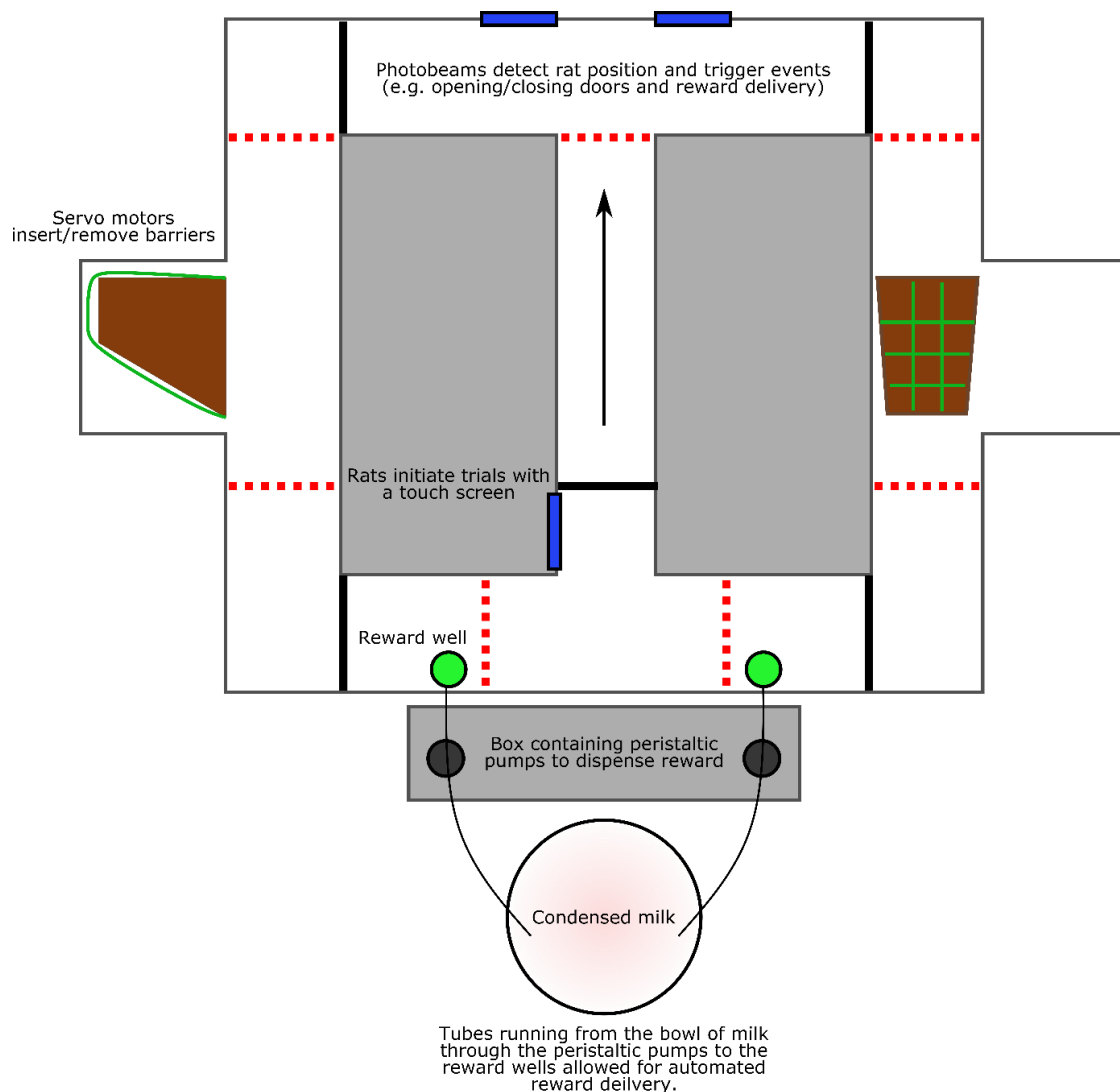 Photobeams detect rat position and trigger events
(e.g. opening/closing doors and reward delivery)
Servo motors
insert/remove barriers
Rats initiate trials with
a touch screen
Reward well
Box containing peristaltic
pumps to dispense reward
Condensed milk
Tubes running from the bowl of milk
through the peristaltic pumps to the
reward wells allowed for automated
reward deilvery.